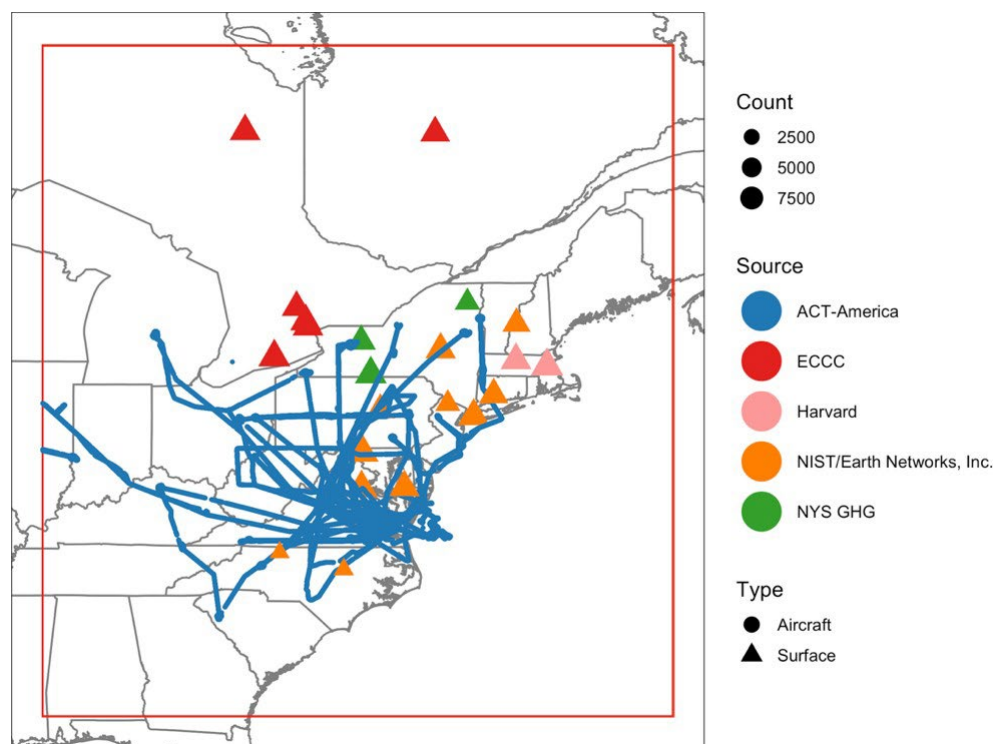 Count
2500
5000
7500
Source
ACT-America
ECCC
Harvard
NIST/Earth Networks, Inc.
NYS GHG
Type
Aircraft
Surface